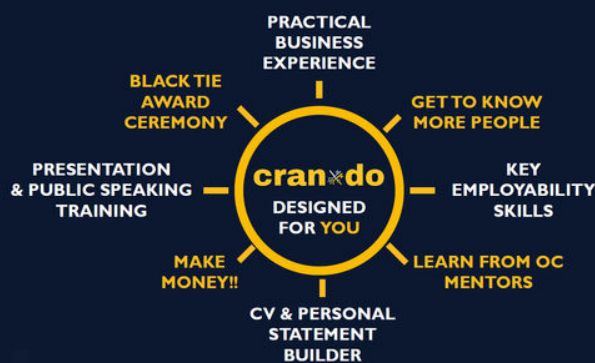 PRACTICAL
BUSINESS
EXPERIENCE
BLACK TIE
AWARD
CEREMONY
GET TO KNOW
MORE PEOPLE
PRESENTATION
& PUBLIC SPEAKING
TRAINING
cran do
DESIGNED
FOR YOU
KEY
EMPLOYABILITY
SKILLS
MAKE
MONEY!!
LEARN FROM OC
MENTORS
CV & PERSONAL
STATEMENT
BUILDER